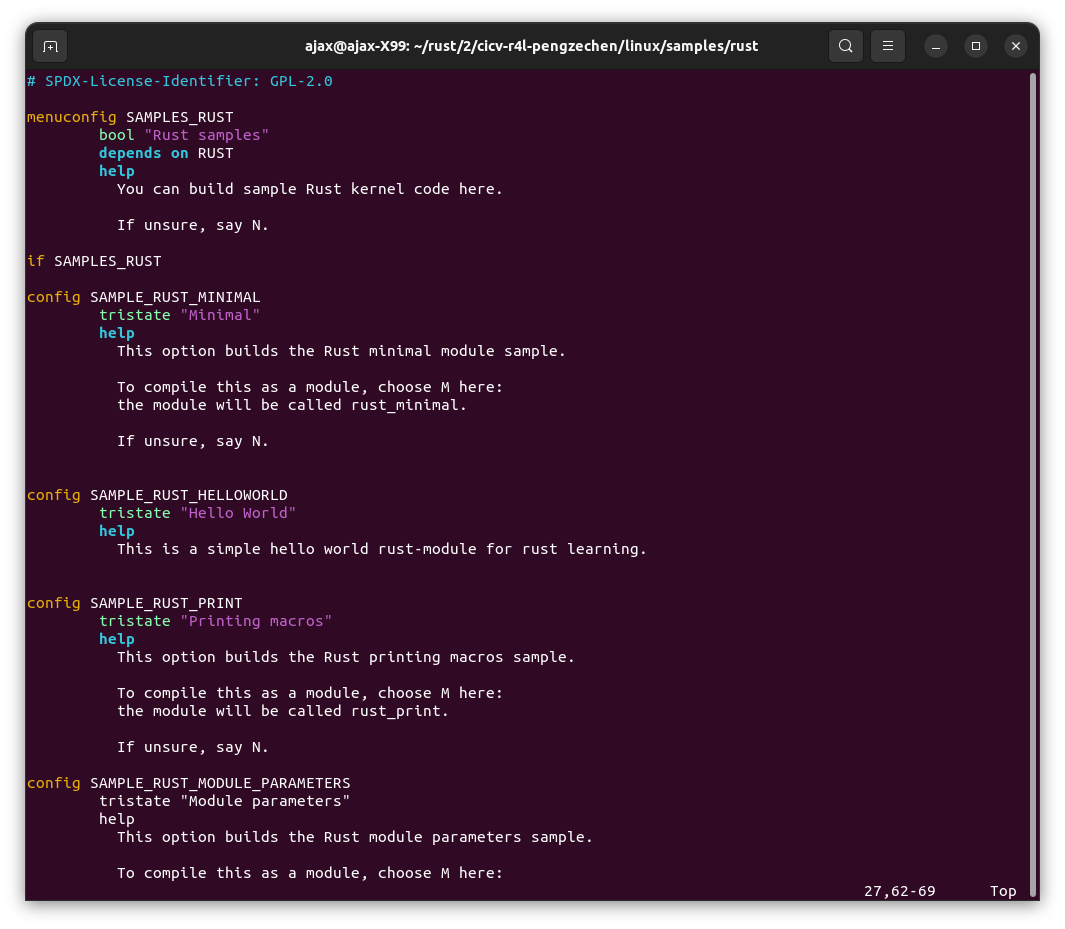 ajax@ajax-X99: ~/rust/2/cicv-r4l-pengzechen/linux/samples/rust
# SPDX-License-Identifier: GPL-2.0
menuconfig SAMPLES_RUST
bool "Rust samples"
depends on RUST
help
You can build sample Rust kernel code here.
If unsure, say N.
if SAMPLES_RUST
config SAMPLE_RUST_MINIMAL
tristate "Minimal"
help
This option builds the Rust minimal module sample.
To compile this as a module, choose M here:
the module will be called rust_minimal.
If unsure, say N.
config SAMPLE_RUST_HELLOWORLD
tristate "Hello World"
help
This is a simple hello world rust-module for rust learning.
config SAMPLE_RUST_PRINT
tristate "Printing macros"
help
This option builds the Rust printing macros sample.
To compile this as a module, choose M here:
the module will be called rust_print.
If unsure, say N.
config SAMPLE_RUST_MODULE_PARAMETERS
tristate "Module parameters"
help
This option builds the Rust module parameters sample.
To compile this as a module, choose M here:
27,62-69 Top